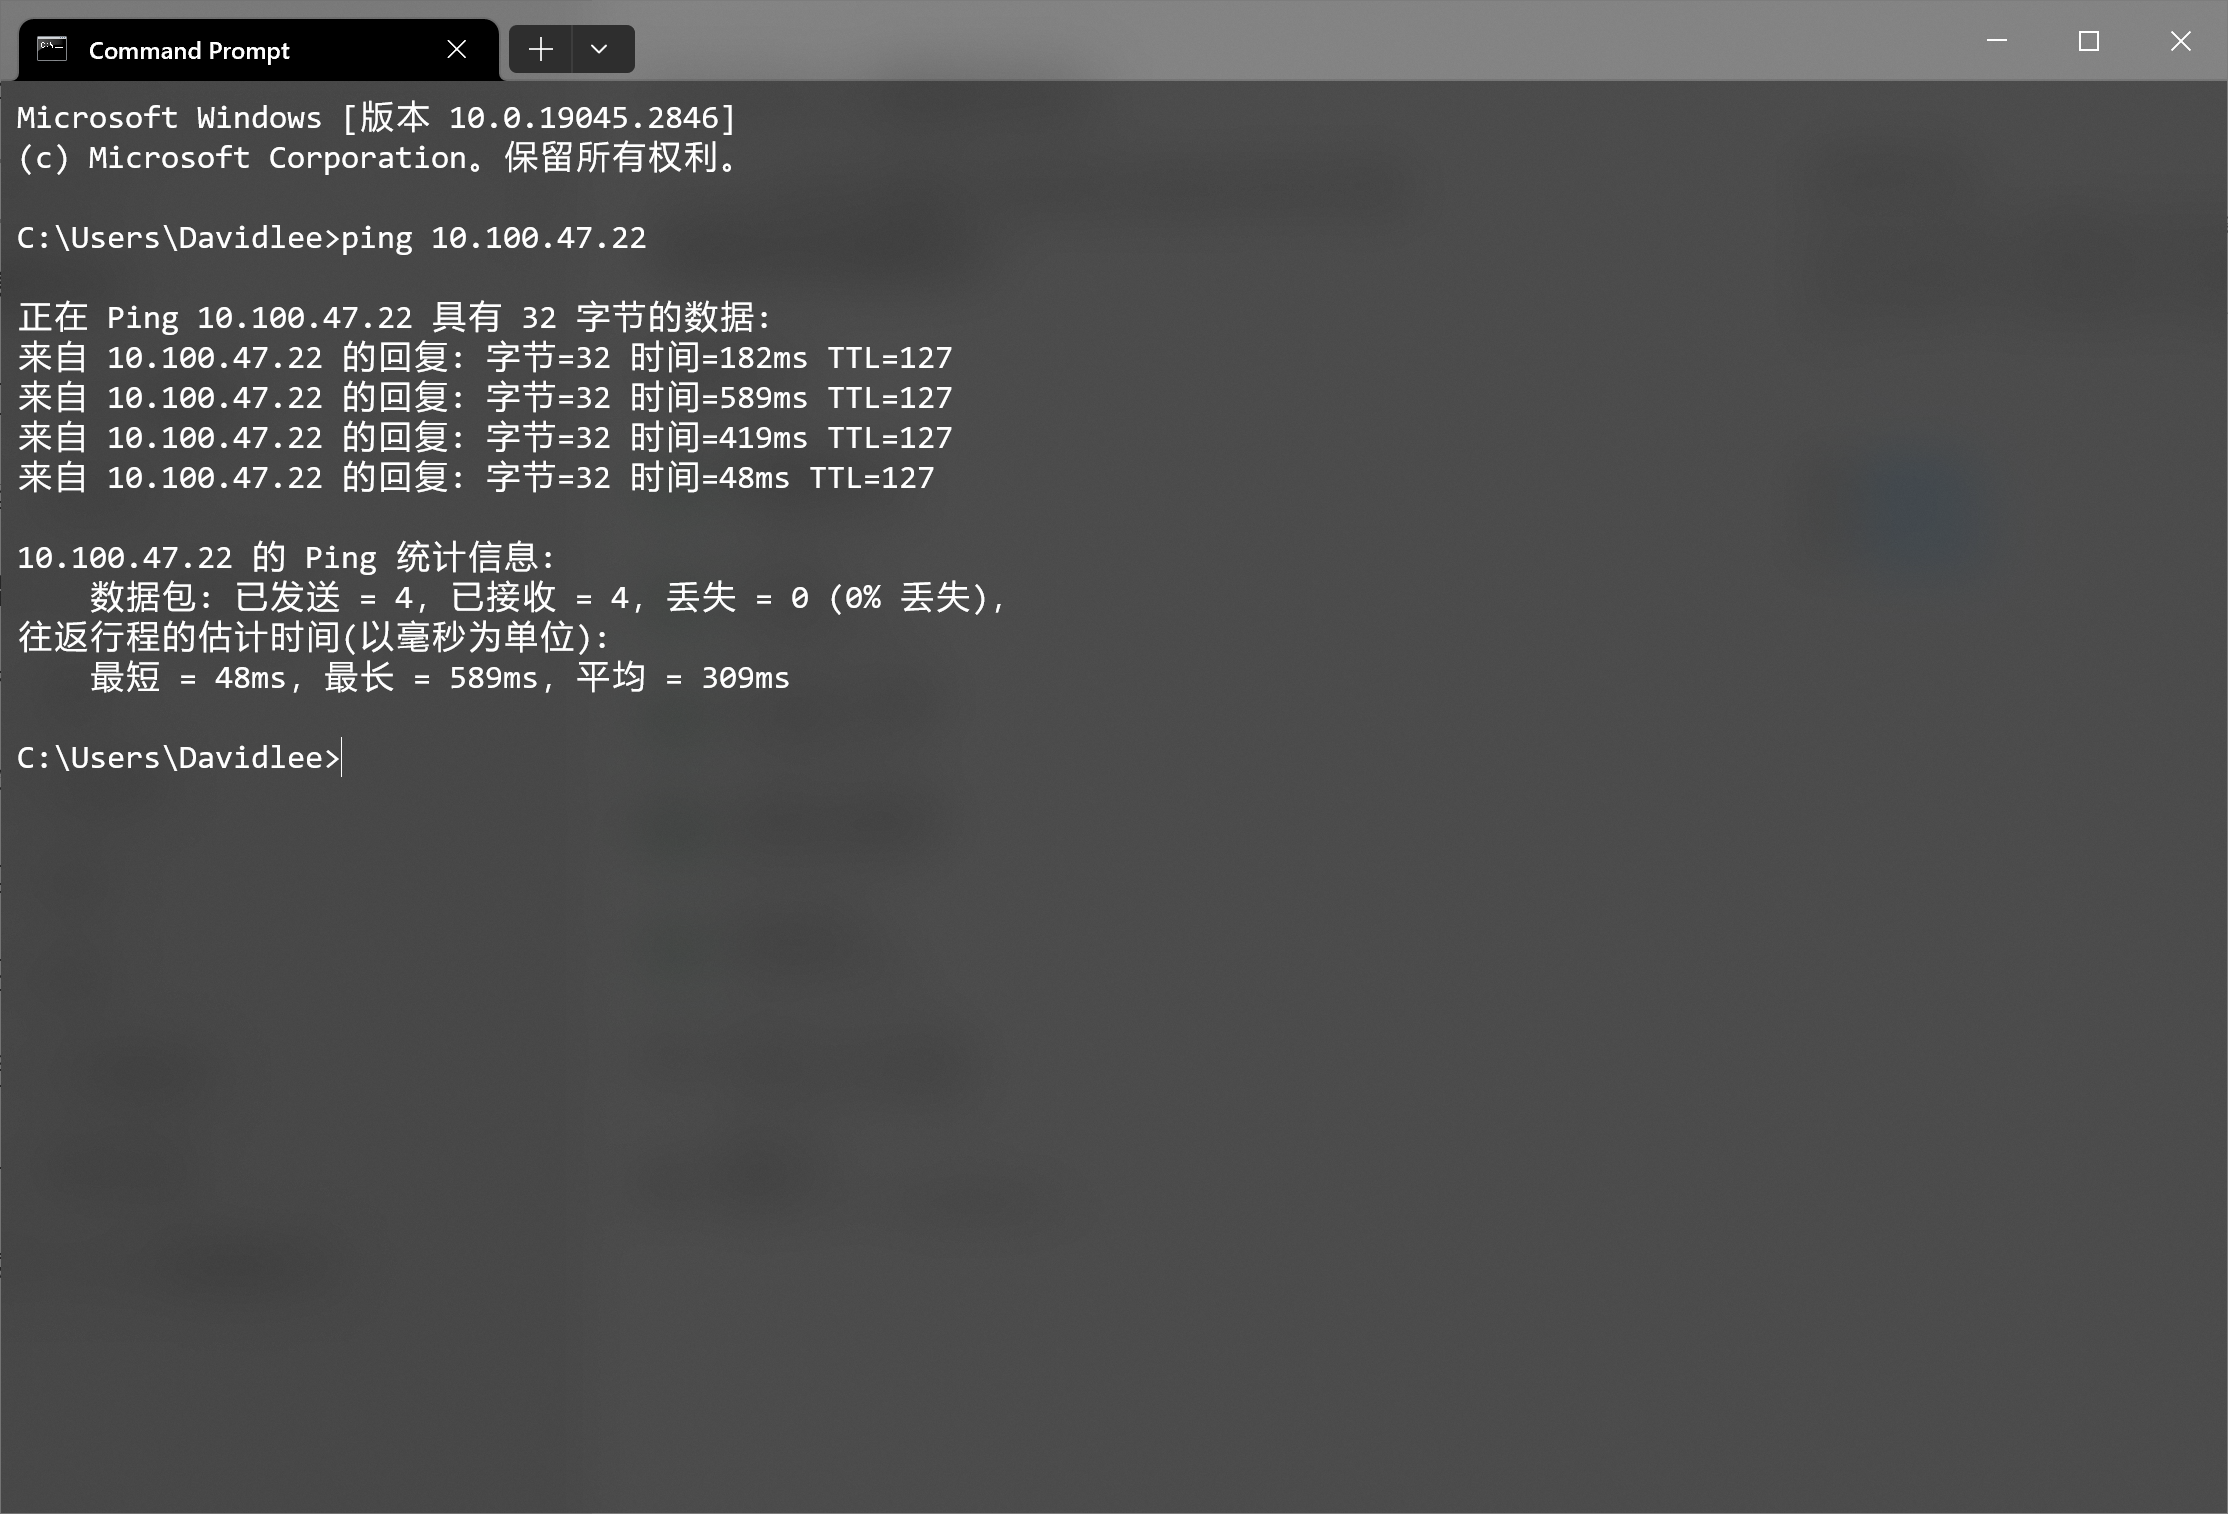 Command Prompt
Microsoft Windows [版本 10.0.19045.2846]
(c) Microsoft Corporation。保留所有权利。
C:\Users\Davidlee>ping 10.100.47.22
正在 Ping 10.100.47.22 具有 32 字节的数据:
来自 10.100.47.22 的回复: 字节=32 时间=182ms TTL=127
来自 10.100.47.22 的回复: 字节=32 时间=589ms TTL=127
来自 10.100.47.22 的回复: 字节=32 时间=419ms TTL=127
来自 10.100.47.22 的回复: 字节=32 时间=48ms TTL=127
10.100.47.22 的 Ping 统计信息:
数据包: 已发送 = 4, 已接收 = 4, 丢失 = 0 (0% 丢失),
往返行程的估计时间(以毫秒为单位):
最短 = 48ms, 最长 = 589ms, 平均 = 309ms
C:\Users\Davidlee>